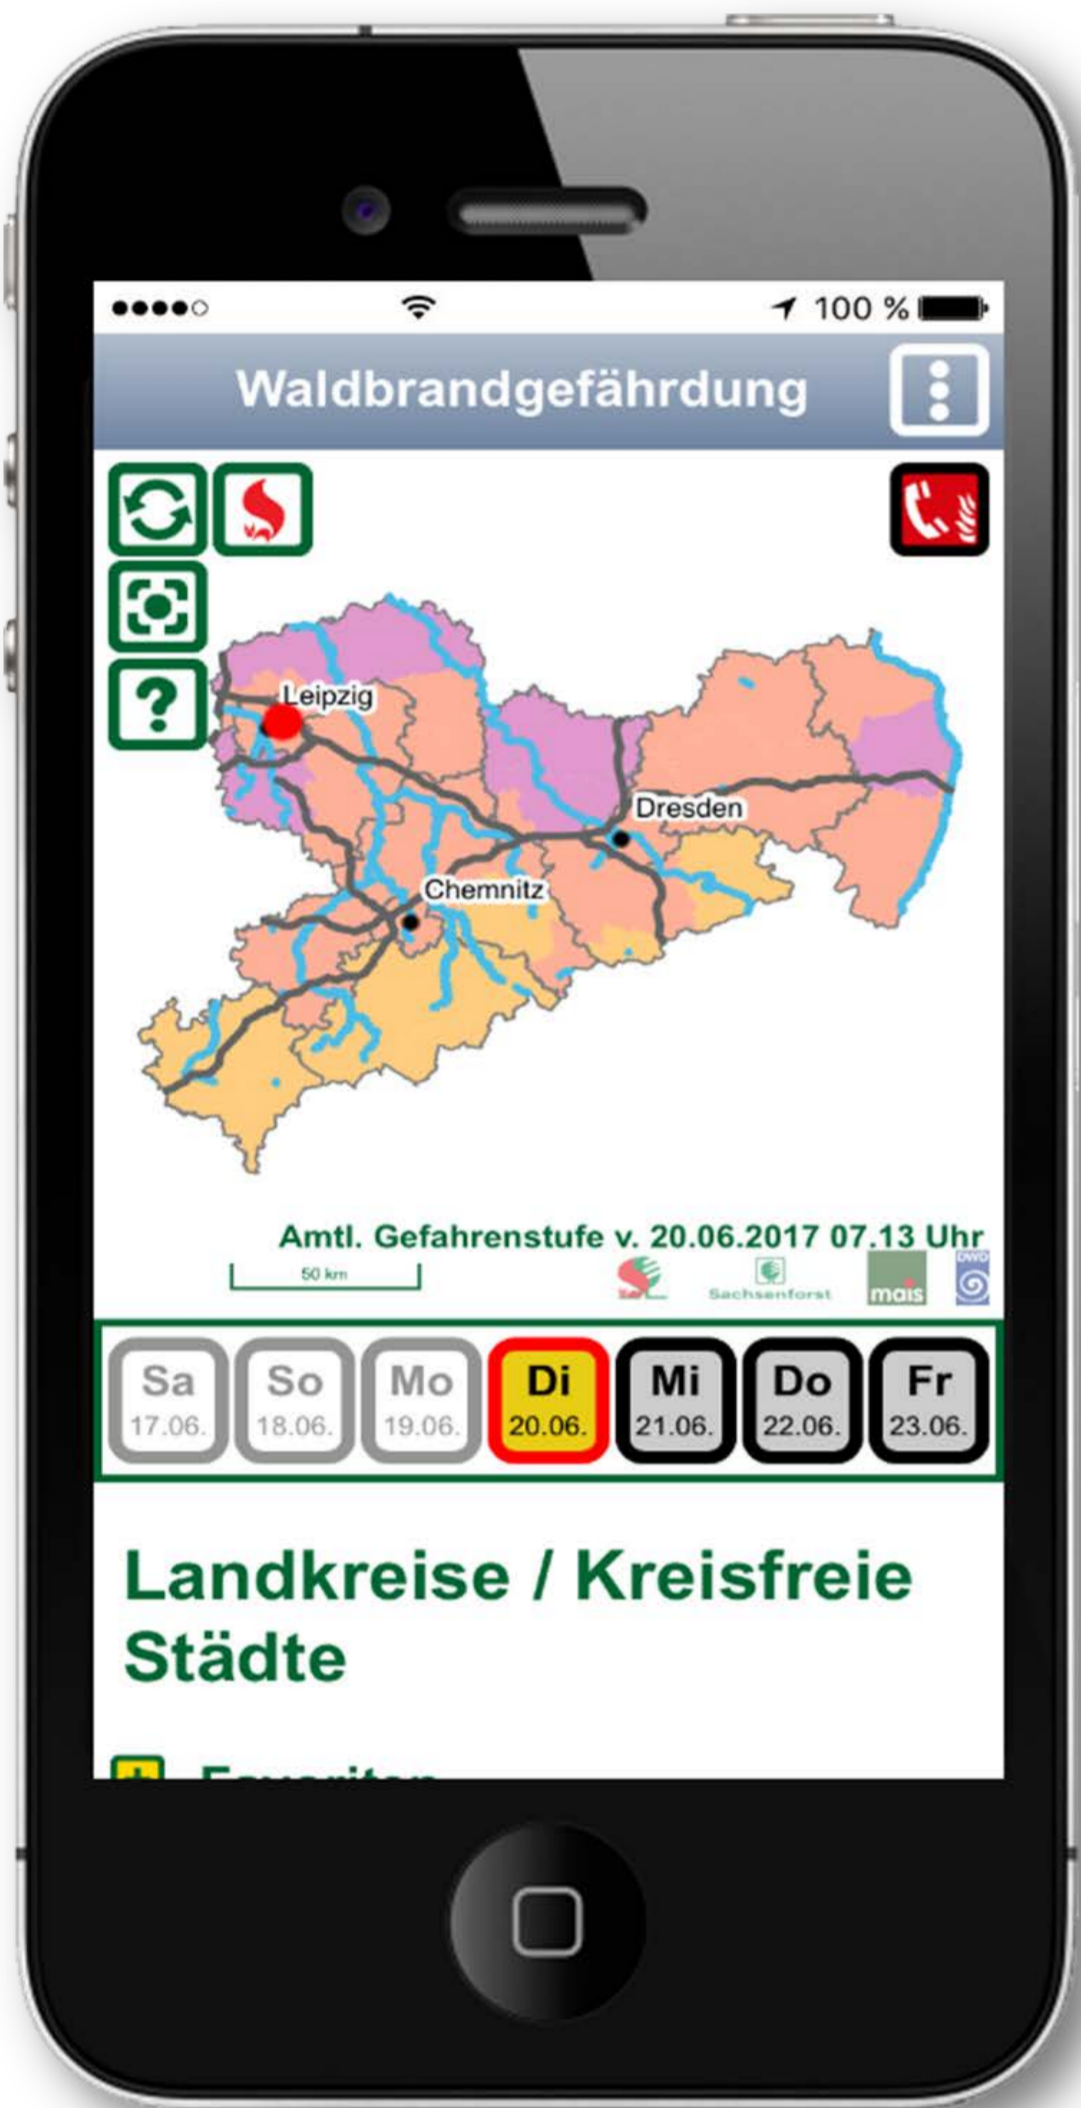 100 %
Waldbrandgefährdung
?
Leipzig
Dresden
Chemnitz
Amtl. Gefahrenstufe v. 20.06.2017 07.13 Uhr
50 km
Sachsenforst
mais
DWD
Sa So Mo Di Mi Do Fr
17.06. 18.06. 19.06. 20.06. 21.06. 22.06. 23.06.
Landkreise / Kreisfreie
Städte
+ Favoriten